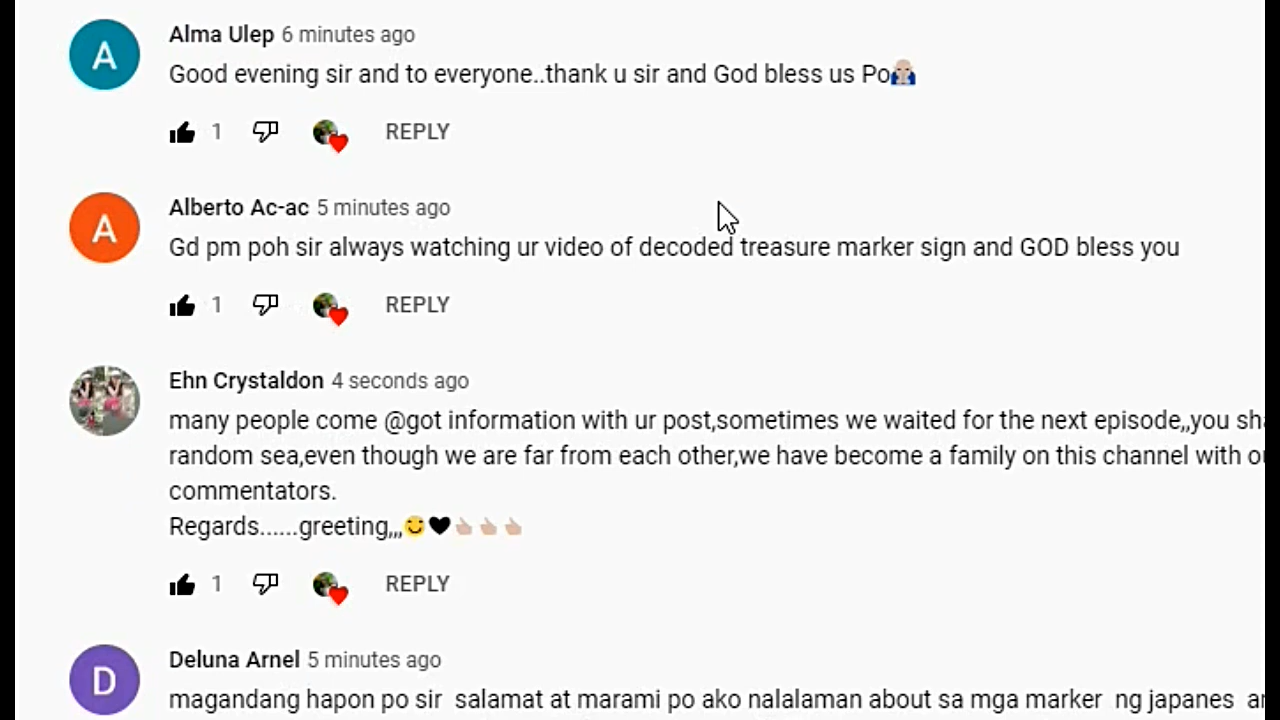 A
Alma Ulep 6 minutes ago
Good evening sir and to everyone..thank u sir and God bless us Po
1 REPLY
A
Alberto Ac-ac 5 minutes ago
Gd pm poh sir always watching ur video of decoded treasure marker sign and GOD bless you
1 REPLY
Ehn Crystaldon 4 seconds ago
many people come @got information with ur post,sometimes we waited for the next episode,,you
random sea,even though we are far from each other,we have become a family on this channel with
commentators.
Regards......greeting,,,😊🖤👍🏼👍🏼👍🏼
1 REPLY
D
Deluna Arnel 5 minutes ago
magandang hapon po sir salamat at marami po ako nalalaman about sa mga marker ng japanes